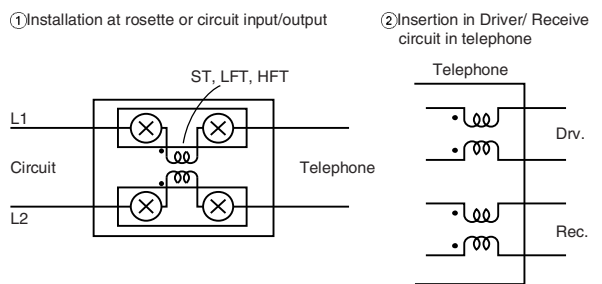 ①Installation at rosette or circuit input/output
②Insertion in Driver/ Receive
circuit in telephone
ST, LFT, HFT
L1
Circuit
Telephone
L2
Telephone
Drv.
Rec.